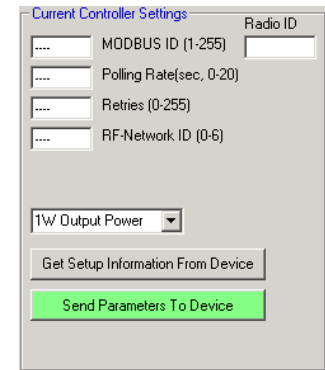 Current Controller Settings
Radio ID
---- MODBUS ID (1-255)
---- Polling Rate(sec, 0-20)
---- Retries (0-255)
---- RF-Network ID (0-6)
1W Output Power
Get Setup Information From Device
Send Parameters To Device